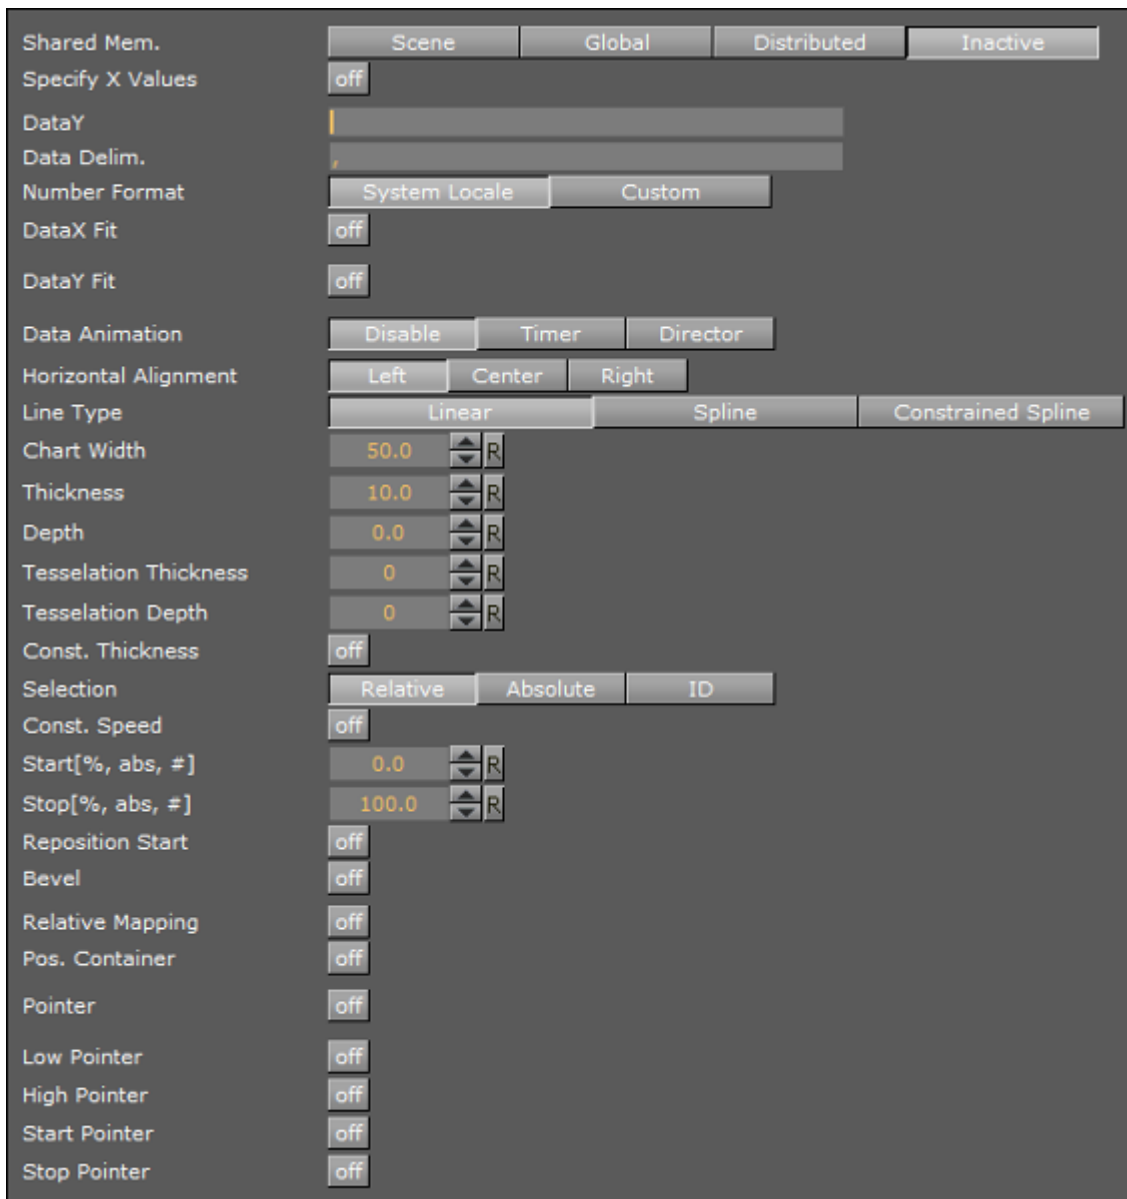 Shared Mem. Scene Global Distributed Inactive
Specify X Values off
DataY
Data Delim. ,
Number Format System Locale Custom
DataX Fit off
DataY Fit off
Data Animation Disable Timer Director
Horizontal Alignment Left Center Right
Line Type Linear Spline Constrained Spline
Chart Width 50.0 R
Thickness 10.0 R
Depth 0.0 R
Tesselation Thickness 0 R
Tesselation Depth 0 R
Const. Thickness off
Selection Relative Absolute ID
Const. Speed off
Start[%, abs, #] 0.0 R
Stop[%, abs, #] 100.0 R
Reposition Start off
Bevel off
Relative Mapping off
Pos. Container off
Pointer off
Low Pointer off
High Pointer off
Start Pointer off
Stop Pointer off